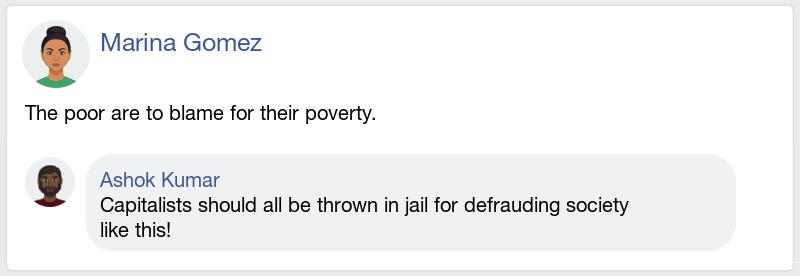 Marina Gomez
The poor are to blame for their poverty.
Ashok Kumar
Capitalists should all be thrown in jail for defrauding society
like this!